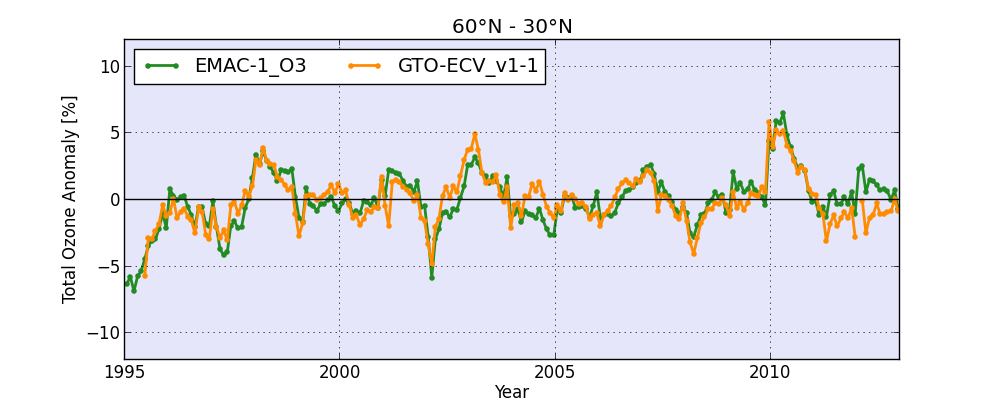 60°N - 30°N
EMAC-1_O3
GTO-ECV_v1-1
10
5
0
−5
−10
Total Ozone Anomaly [%]
1995
2000
2005
2010
Year